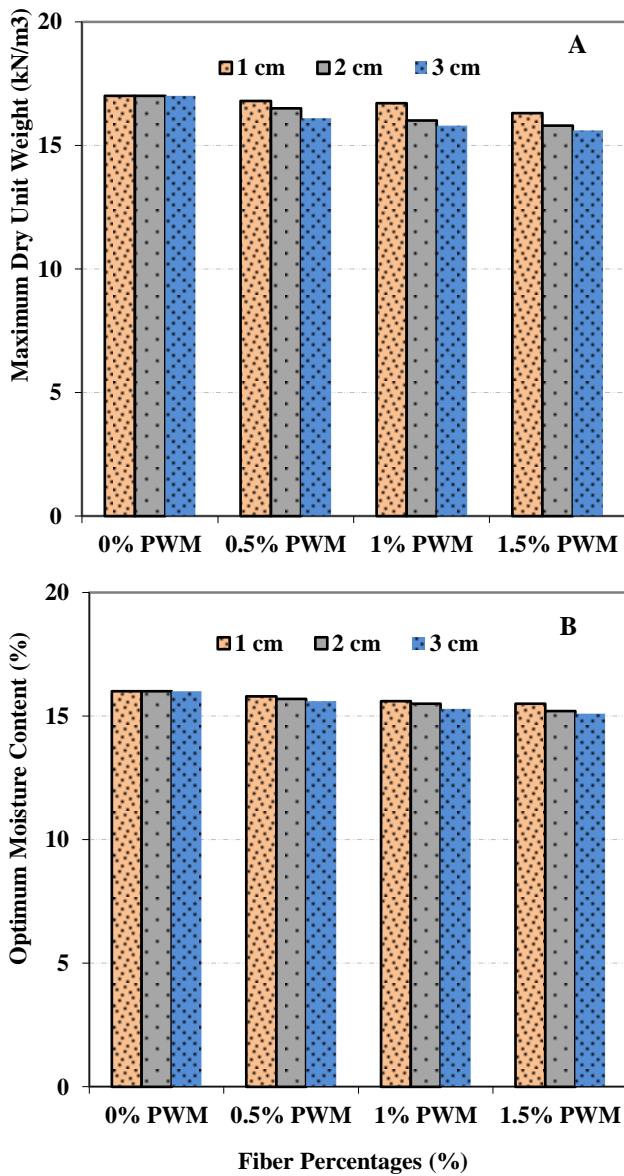 Maximum Dry Unit Weight (kN/m3)
20
15
10
5
0
A
1 cm 2 cm 3 cm
0% PWM 0.5% PWM 1% PWM 1.5% PWM
Optimum Moisture Content (%)
20
15
10
5
0
B
1 cm 2 cm 3 cm
0% PWM 0.5% PWM 1% PWM 1.5% PWM
Fiber Percentages (%)